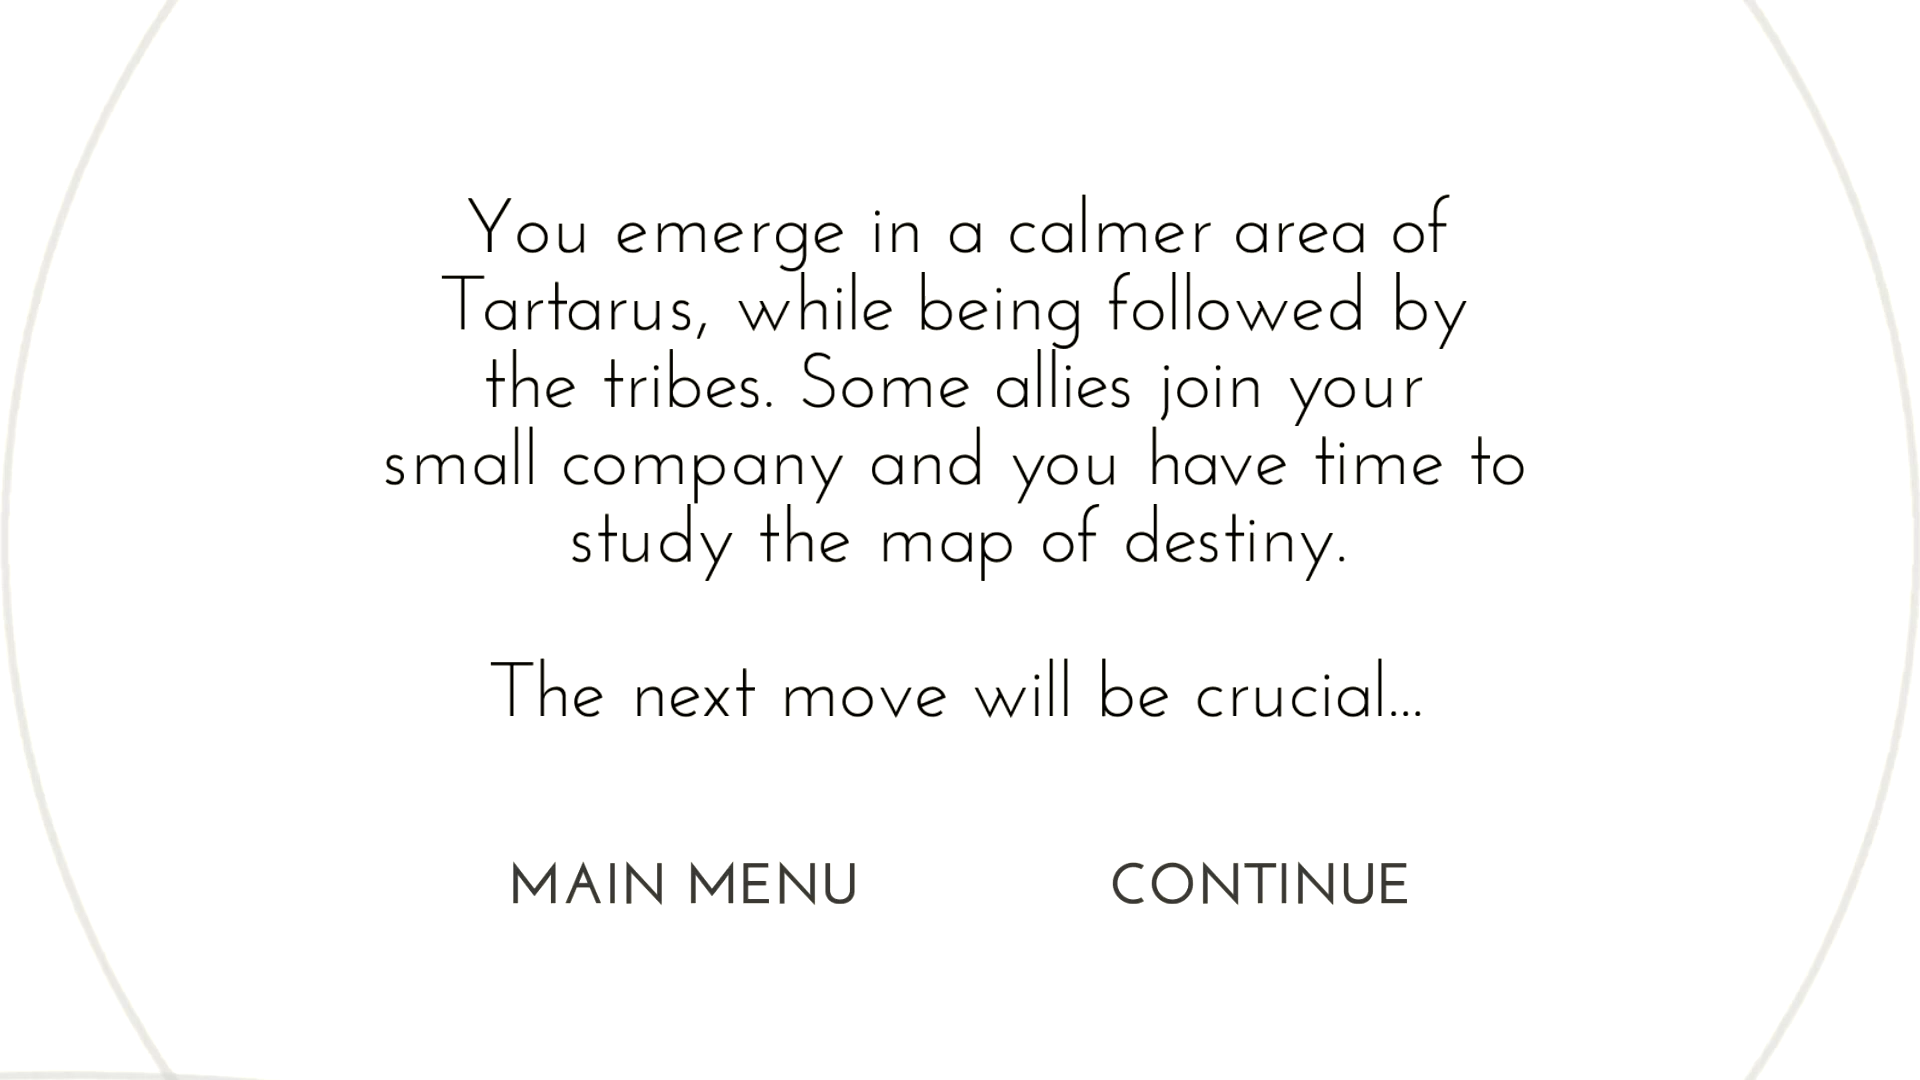 You emerge in a calmer area of
Tartarus, while being followed by
the tribes. Some allies join your
small company and you have time to
study the map of destiny.
The next move will be crucial...
MAIN MENU
CONTINUE